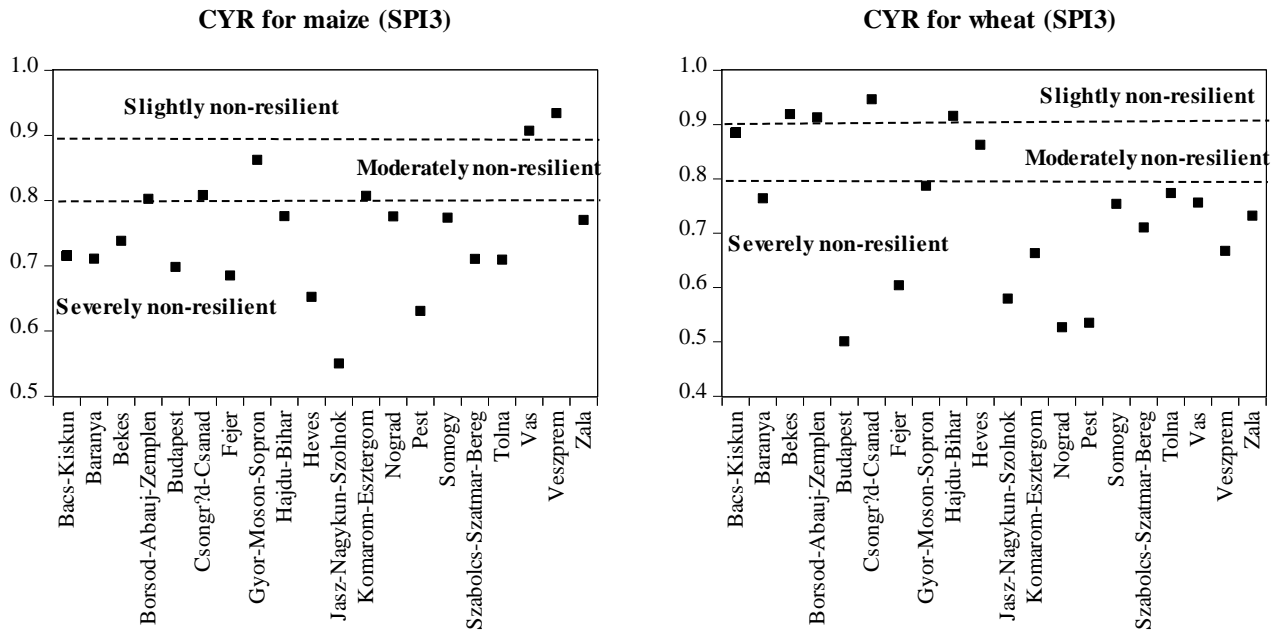 CYR for maize (SPI3)
1.0
0.9
0.8
0.7
0.6
0.5
Slightly non-resilient
Moderately non-resilient
Severely non-resilient
Bacs-Kiskun
Baranya
Bekes
Borsod-Abauj-Zemplen
Budapest
Csongr?d-Csanad
Fejer
Gyor-Moson-Sopron
Hajdu-Bihar
Heves
Jasz-Nagykun-Szolnok
Komarom-Esztergom
Nograd
Pest
Somogy
Szabolcs-Szatmar-Bereg
Tolna
Vas
Veszprem
Zala
CYR for wheat (SPI3)
1.0
0.9
0.8
0.7
0.6
0.5
0.4
Slightly non-resilient
Moderately non-resilient
Severely non-resilient
Bacs-Kiskun
Baranya
Bekes
Borsod-Abauj-Zemplen
Budapest
Csongr?d-Csanad
Fejer
Gyor-Moson-Sopron
Hajdu-Bihar
Heves
Jasz-Nagykun-Szolnok
Komarom-Esztergom
Nograd
Pest
Somogy
Szabolcs-Szatmar-Bereg
Tolna
Vas
Veszprem
Zala